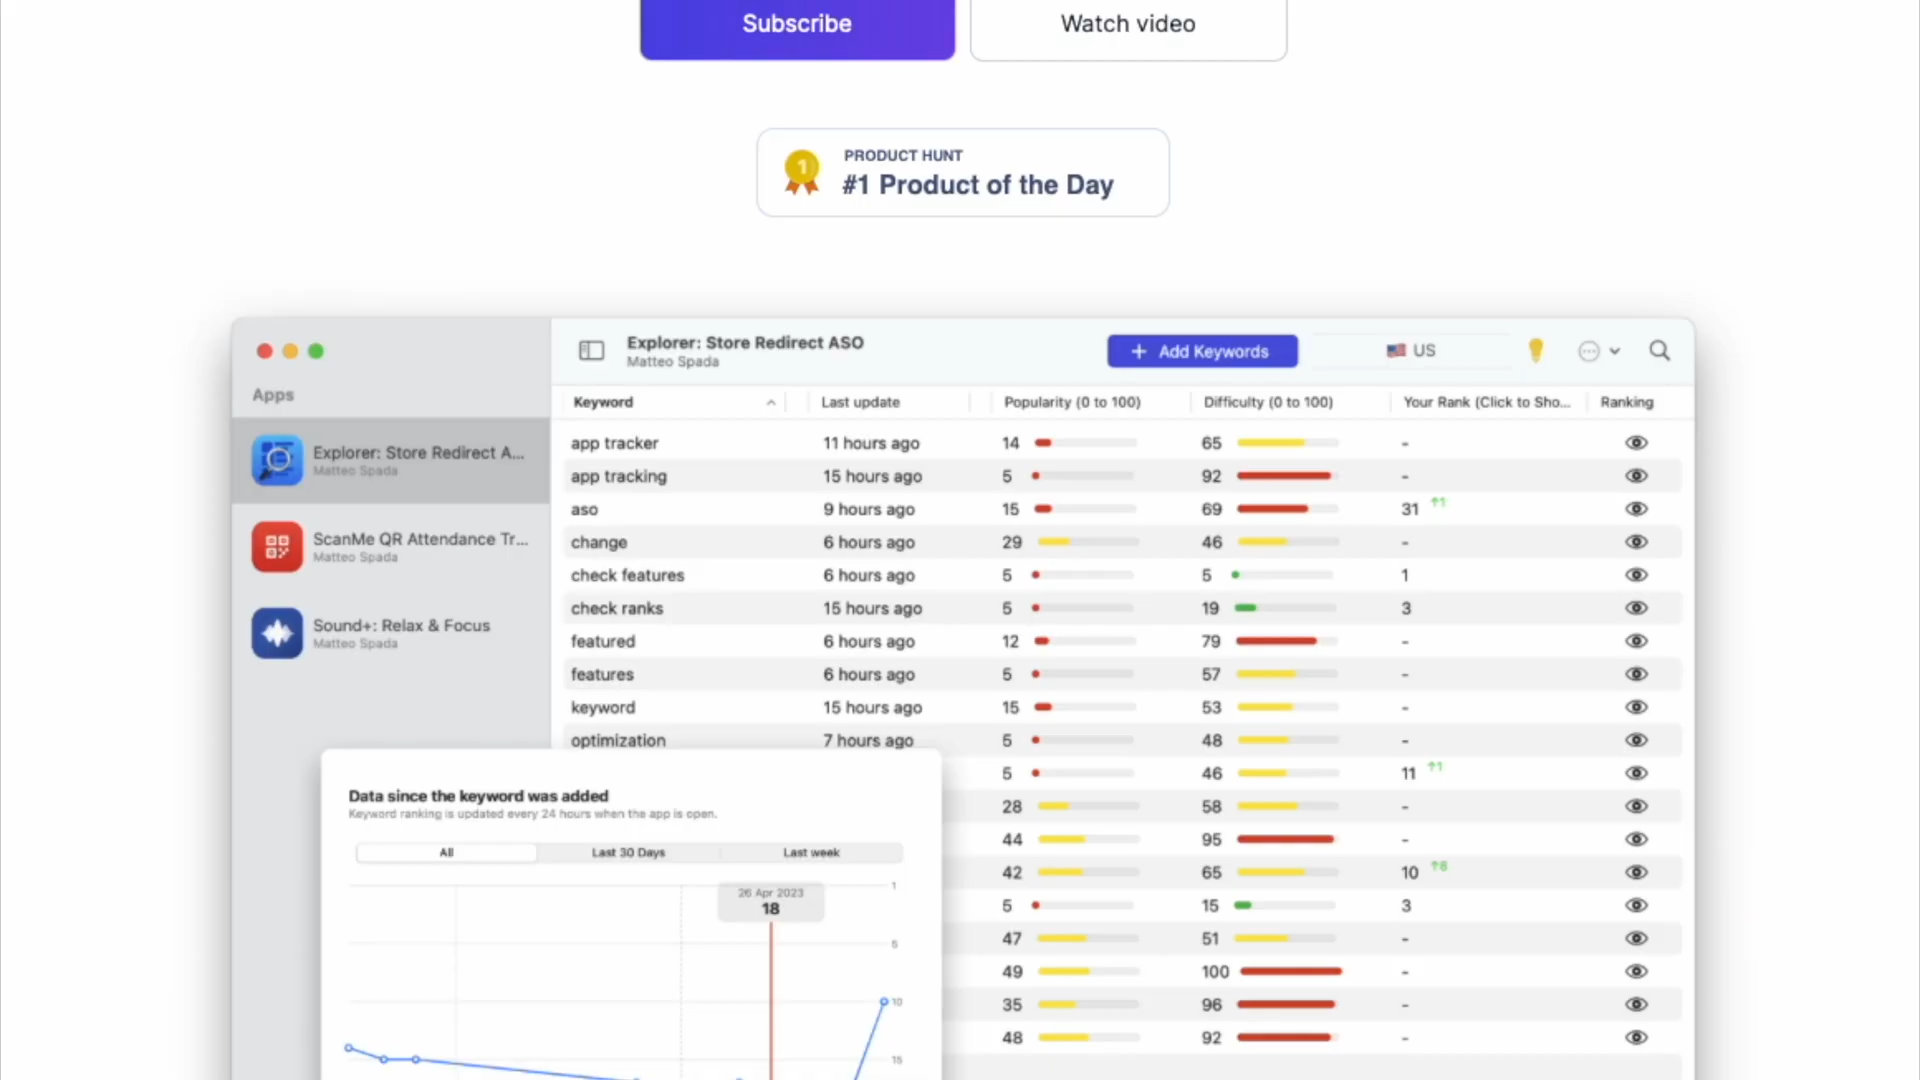 Subscribe
Watch video
1
PRODUCT HUNT
#1 Product of the Day
Apps
Explorer: Store Redirect A...
Matteo Spada
ScanMe QR Attendance Tr...
Matteo Spada
Sound+: Relax & Focus
Matteo Spada
Explorer: Store Redirect ASO
Matteo Spada
+ Add Keywords
US
Keyword Last update Popularity (0 to 100) Difficulty (0 to 100) Your Rank (Click to Sho... Ranking
app tracker 11 hours ago 14 65 -
app tracking 15 hours ago 5 92 -
aso 9 hours ago 15 69 31 ↑1
change 6 hours ago 29 46 -
check features 6 hours ago 5 5 1
check ranks 15 hours ago 5 19 3
featured 6 hours ago 12 79 -
features 6 hours ago 5 57 -
keyword 15 hours ago 15 53 -
optimization 7 hours ago 5 48 -
5 46 11 ↑1
28 58 -
44 95 -
42 65 10 ↑8
5 15 3
47 51 -
49 100 -
35 96 -
48 92 -
Data since the keyword was added
Keyword ranking is updated every 24 hours when the app is open.
All Last 30 Days Last week
26 Apr 2023
18
1
5
10
15